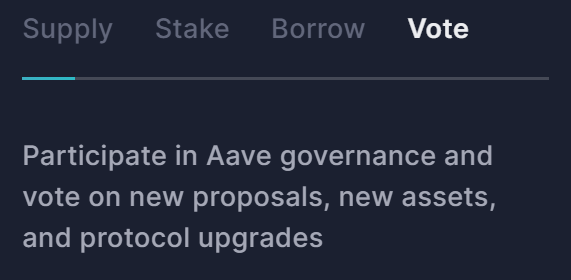 Supply Stake Borrow Vote
Participate in Aave governance and
vote on new proposals, new assets,
and protocol upgrades